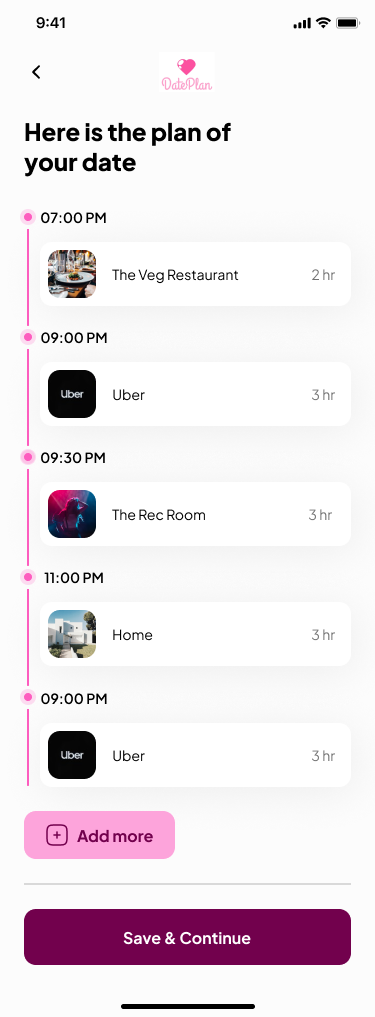 9:41
DatePlan
Here is the plan of
your date
07:00 PM
The Veg Restaurant 2 hr
09:00 PM
Uber
Uber 3 hr
09:30 PM
The Rec Room 3 hr
11:00 PM
Home 3 hr
09:00 PM
Uber
Uber 3 hr
Add more
Save & Continue